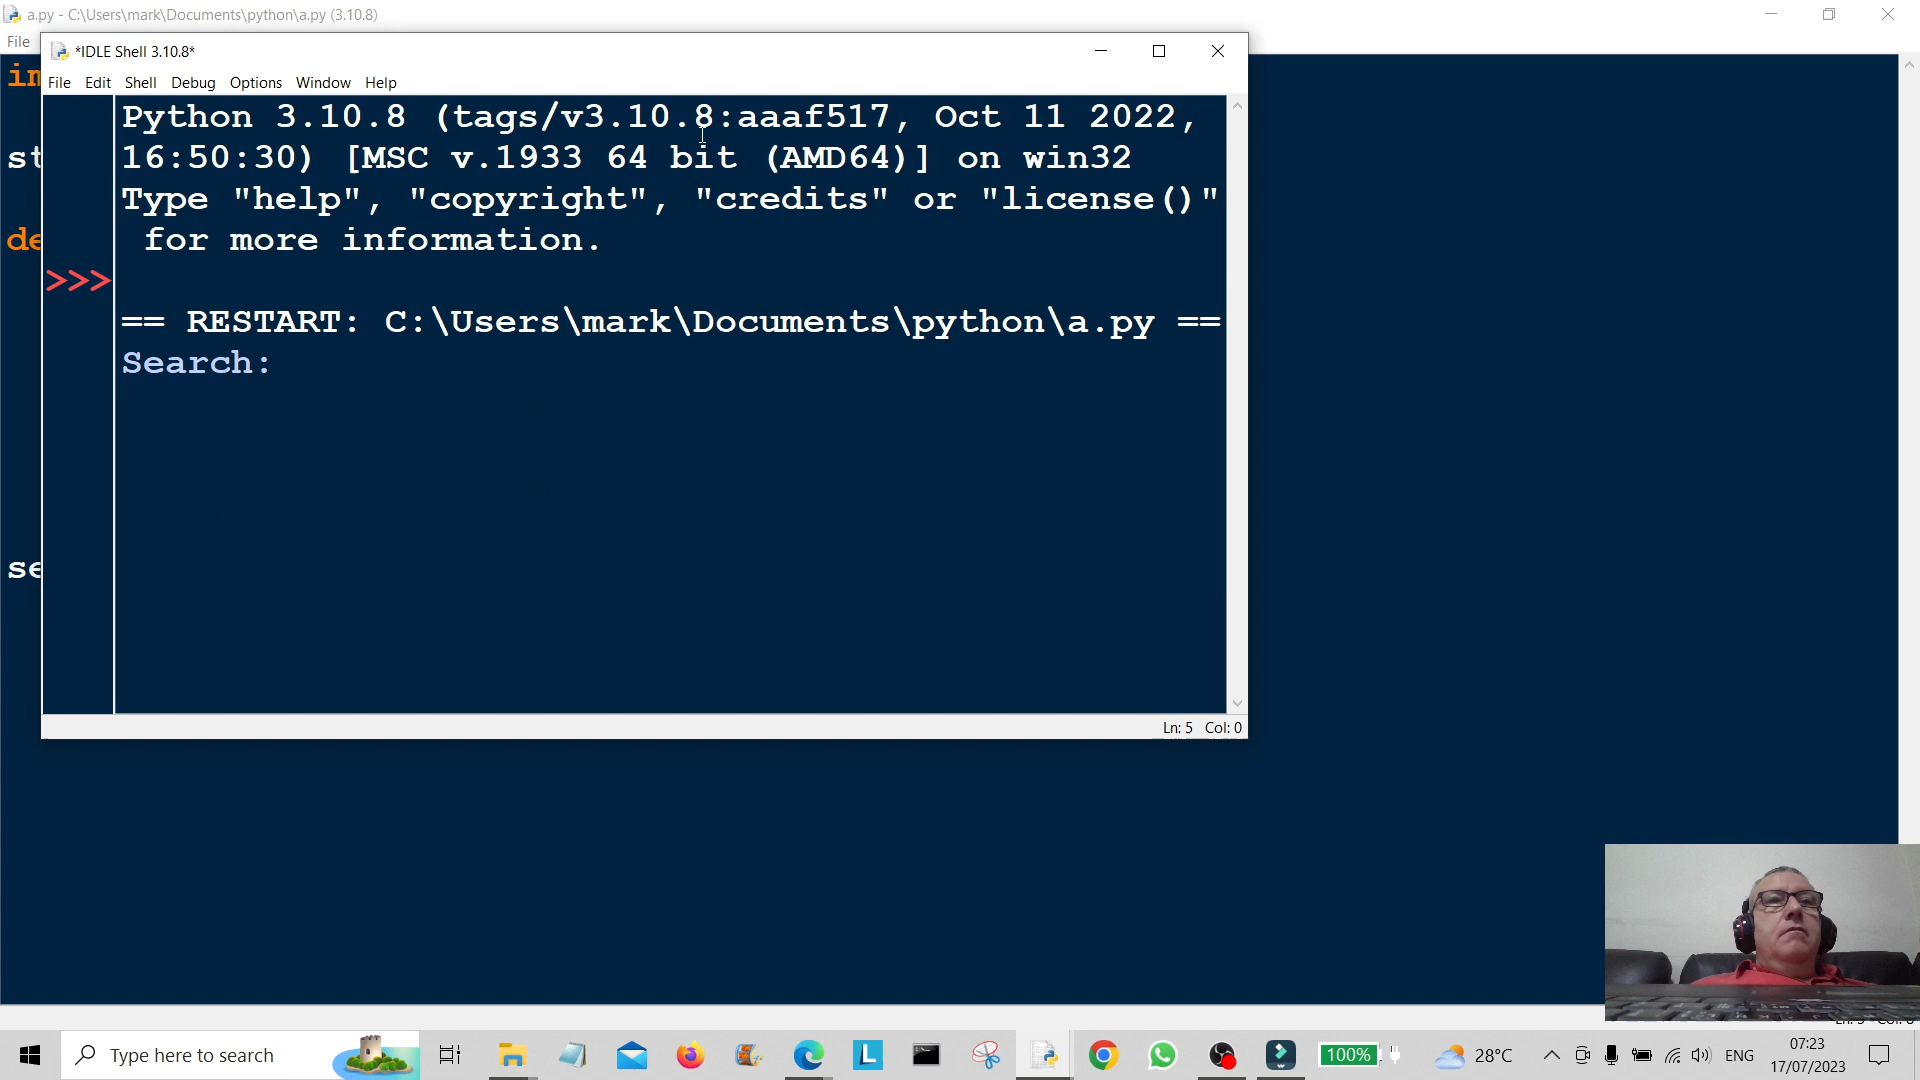 a.py - C:\Users\mark\Documents\python\a.py (3.10.8)
File
*IDLE Shell 3.10.8*
File Edit Shell Debug Options Window Help
in
st
de
se
Python 3.10.8 (tags/v3.10.8:aaaf517, Oct 11 2022,
16:50:30) [MSC v.1933 64 bit (AMD64)] on win32
Type "help", "copyright", "credits" or "license()"
for more information.
>>>
== RESTART: C:\Users\mark\Documents\python\a.py ==
Search:
Ln: 5 Col: 0
Type here to search
L
100%
28°C
ENG
07:23
17/07/2023